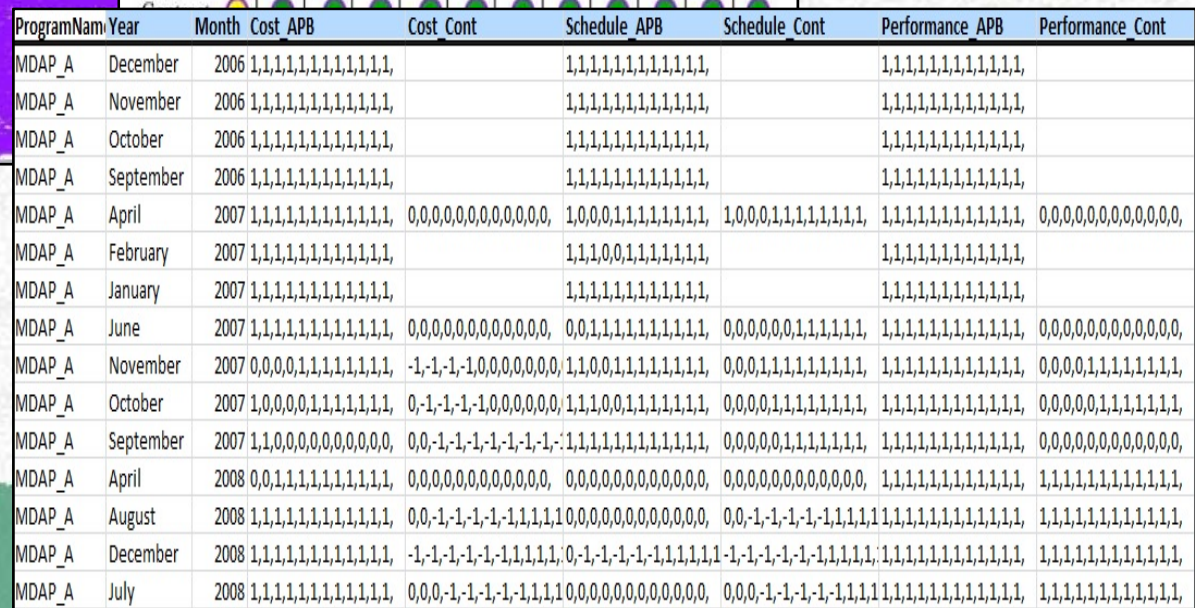 ProgramName Year Month Cost_APB Cost_Cont Schedule_APB Schedule_Cont Performance_APB Performance_Cont
MDAP_A December 2006 1,1,1,1,1,1,1,1,1,1,1,1, 1,1,1,1,1,1,1,1,1,1,1,1, 1,1,1,1,1,1,1,1,1,1,1,1,
MDAP_A November 2006 1,1,1,1,1,1,1,1,1,1,1,1, 1,1,1,1,1,1,1,1,1,1,1,1, 1,1,1,1,1,1,1,1,1,1,1,1,
MDAP_A October 2006 1,1,1,1,1,1,1,1,1,1,1,1, 1,1,1,1,1,1,1,1,1,1,1,1, 1,1,1,1,1,1,1,1,1,1,1,1,
MDAP_A September 2006 1,1,1,1,1,1,1,1,1,1,1,1, 1,1,1,1,1,1,1,1,1,1,1,1, 1,1,1,1,1,1,1,1,1,1,1,1,
MDAP_A April 2007 1,1,1,1,1,1,1,1,1,1,1,1, 0,0,0,0,0,0,0,0,0,0,0,0, 1,0,0,0,1,1,1,1,1,1,1,1, 1,0,0,0,1,1,1,1,1,1,1,1, 1,1,1,1,1,1,1,1,1,1,1,1, 0,0,0,0,0,0,0,0,0,0,0,0,
MDAP_A February 2007 1,1,1,1,1,1,1,1,1,1,1,1, 1,1,1,0,0,1,1,1,1,1,1,1, 1,1,1,1,1,1,1,1,1,1,1,1,
MDAP_A January 2007 1,1,1,1,1,1,1,1,1,1,1,1, 1,1,1,1,1,1,1,1,1,1,1,1, 1,1,1,1,1,1,1,1,1,1,1,1,
MDAP_A June 2007 1,1,1,1,1,1,1,1,1,1,1,1, 0,0,0,0,0,0,0,0,0,0,0,0, 0,0,1,1,1,1,1,1,1,1,1,1, 0,0,0,0,0,0,1,1,1,1,1,1, 1,1,1,1,1,1,1,1,1,1,1,1, 0,0,0,0,0,0,0,0,0,0,0,0,
MDAP_A November 2007 0,0,0,0,1,1,1,1,1,1,1,1, -1,-1,-1,-1,0,0,0,0,0,0,0, 1,1,0,0,1,1,1,1,1,1,1,1, 0,0,0,1,1,1,1,1,1,1,1,1, 1,1,1,1,1,1,1,1,1,1,1,1, 0,0,0,0,1,1,1,1,1,1,1,1,
MDAP_A October 2007 1,0,0,0,0,1,1,1,1,1,1,1, 0,-1,-1,-1,-1,0,0,0,0,0,0, 1,1,1,0,0,1,1,1,1,1,1,1, 0,0,0,0,1,1,1,1,1,1,1,1, 1,1,1,1,1,1,1,1,1,1,1,1, 0,0,0,0,0,1,1,1,1,1,1,1,
MDAP_A September 2007 1,1,0,0,0,0,0,0,0,0,0,0, 0,0,-1,-1,-1,-1,-1,-1,-1,- 1,1,1,1,1,1,1,1,1,1,1,1, 0,0,0,0,0,1,1,1,1,1,1,1, 1,1,1,1,1,1,1,1,1,1,1,1, 0,0,0,0,0,0,0,0,0,0,0,0,
MDAP_A April 2008 0,0,1,1,1,1,1,1,1,1,1,1, 0,0,0,0,0,0,0,0,0,0,0,0, 0,0,0,0,0,0,0,0,0,0,0,0, 0,0,0,0,0,0,0,0,0,0,0,0, 1,1,1,1,1,1,1,1,1,1,1,1, 1,1,1,1,1,1,1,1,1,1,1,1,
MDAP_A August 2008 1,1,1,1,1,1,1,1,1,1,1,1, 0,0,-1,-1,-1,-1,-1,1,1,1,1 0,0,0,0,0,0,0,0,0,0,0,0, 0,0,-1,-1,-1,-1,-1,1,1,1,1 1,1,1,1,1,1,1,1,1,1,1,1, 1,1,1,1,1,1,1,1,1,1,1,1,
MDAP_A December 2008 1,1,1,1,1,1,1,1,1,1,1,1, -1,-1,-1,-1,-1,-1,1,1,1,1, 0,-1,-1,-1,-1,-1,1,1,1,1,1 -1,-1,-1,-1,-1,-1,1,1,1,1, 1,1,1,1,1,1,1,1,1,1,1,1, 1,1,1,1,1,1,1,1,1,1,1,1,
MDAP_A July 2008 1,1,1,1,1,1,1,1,1,1,1,1, 0,0,0,-1,-1,-1,-1,-1,1,1,1 0,0,0,0,0,0,0,0,0,0,0,0, 0,0,0,-1,-1,-1,-1,-1,1,1,1 1,1,1,1,1,1,1,1,1,1,1,1, 1,1,1,1,1,1,1,1,1,1,1,1,